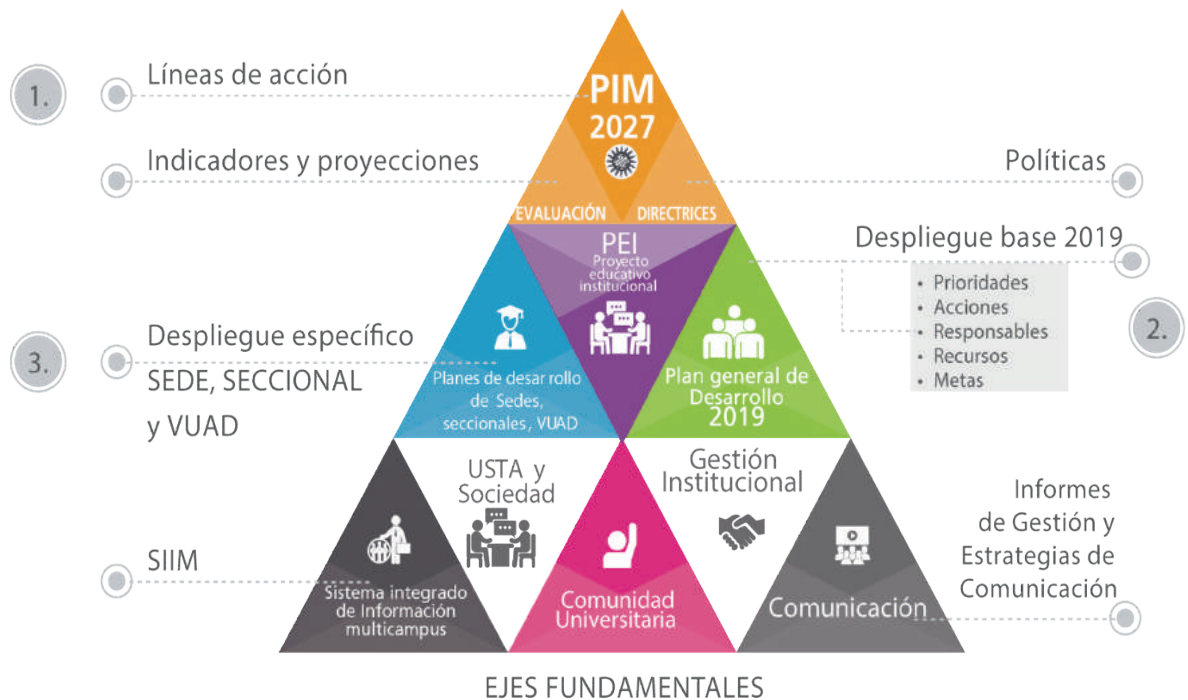 1.
Líneas de acción
PIM
2027
Indicadores y proyecciones
Políticas
EVALUACIÓN
DIRECTRICES
PEI
Proyecto
educativo
institucional
Despliegue base 2019
• Prioridades
• Acciones
• Responsables
• Recursos
• Metas
2.
3.
Despliegue específico
SEDE, SECCIONAL
y VUAD
Planes de desarrollo
de Sedes,
seccionales, VUAD
Plan general de
Desarrollo
2019
USTA y
Sociedad
Gestión
Institucional
Informes
de Gestión y
Estrategias de
Comunicación
SIIM
Sistema integrado
de Información
multicampus
Comunidad
Universitaria
Comunicación
EJES FUNDAMENTALES